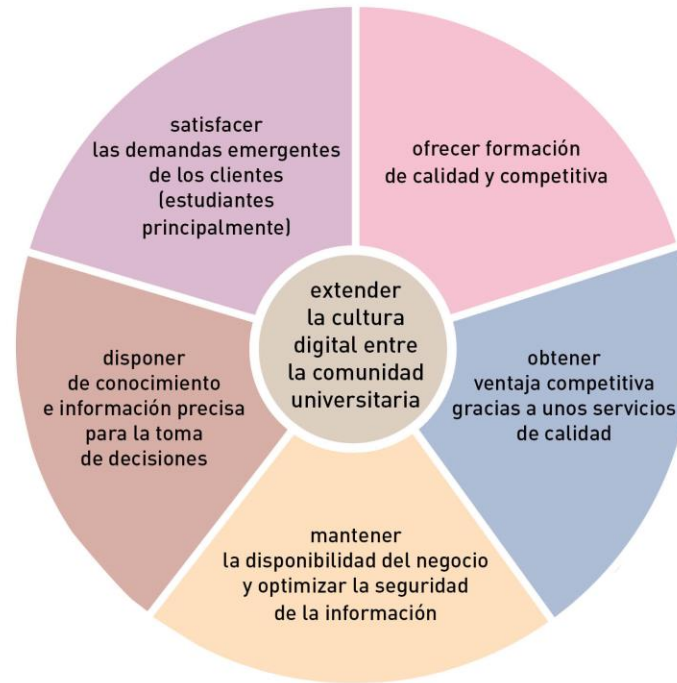 satisfacer
las demandas emergentes
de los clientes
(estudiantes
principalmente)
ofrecer formación
de calidad y competitiva
extender
la cultura
digital entre
la comunidad
universitaria
disponer
de conocimiento
e información precisa
para la toma
de decisiones
obtener
ventaja competitiva
gracias a unos servicios
de calidad
mantener
la disponibilidad del negocio
y optimizar la seguridad
de la información